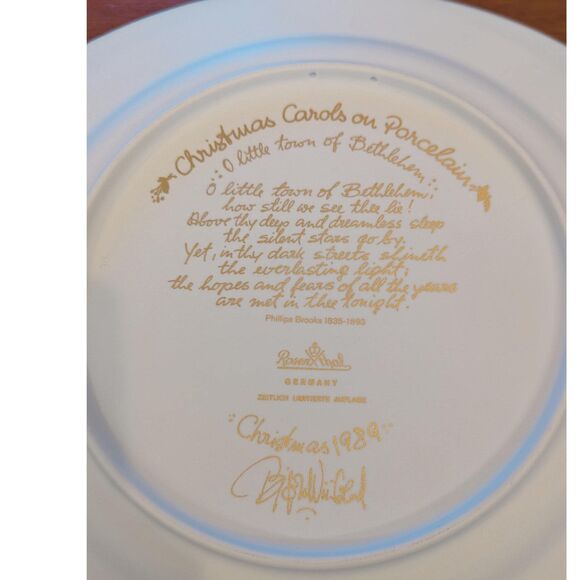 Christmas Carols on Porcelain
O little town of Bethlehem
O little town of Bethlehem,
how still we see thee lie!
Above thy deep and dreamless sleep
the silent stars go by.
Yet, in thy dark streets shineth
the everlasting light;
the hopes and fears of all the years
are met in thee tonight.
Phillips Brooks 1835-1893
Rosenthal
GERMANY
ZEITLICH LIMITIERTE AUFLAGE
Christmas 1989